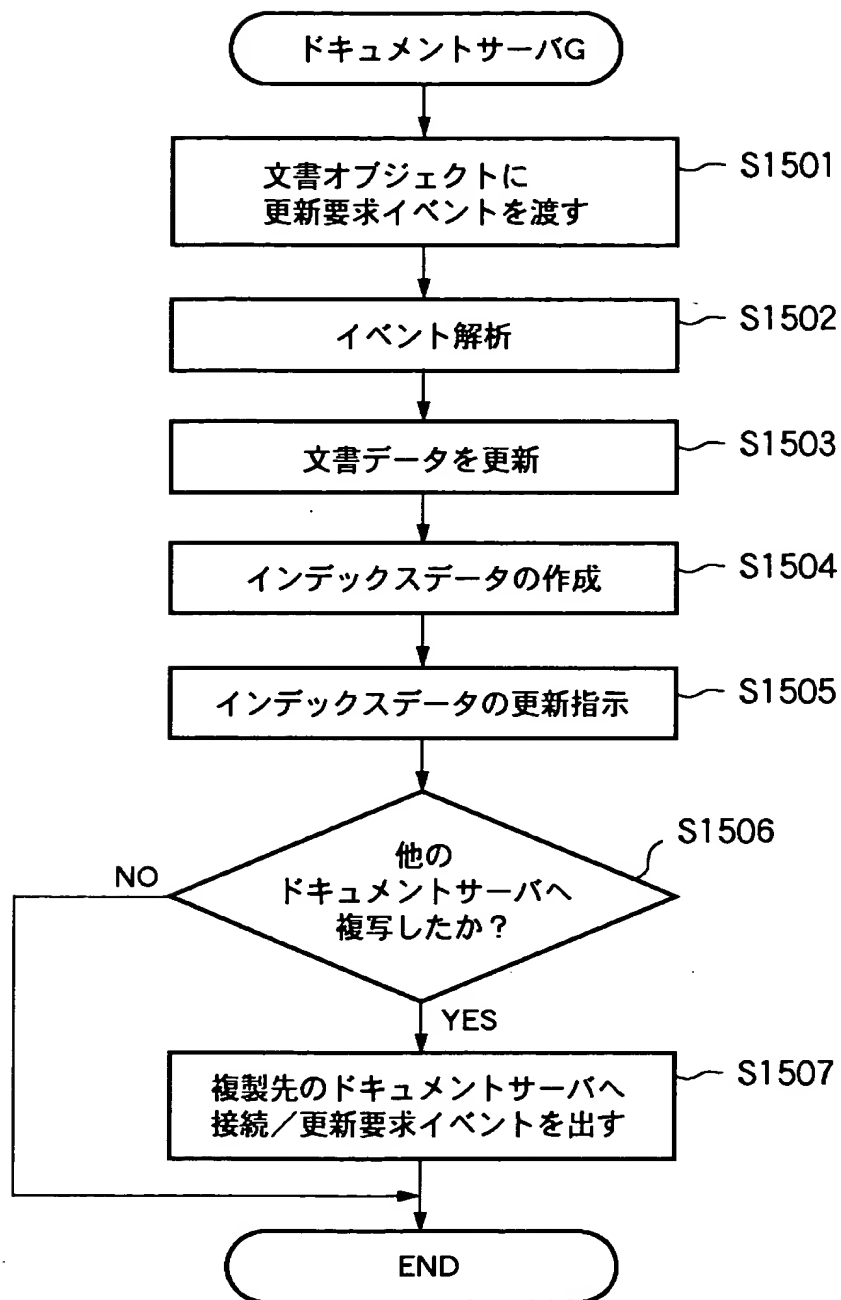 ドキュメントサーバG
文書オブジェクトに
更新要求イベントを渡す
S1501
イベント解析
S1502
文書データを更新
S1503
インデックスデータの作成
S1504
インデックスデータの更新指示
S1505
他の
ドキュメントサーバへ
複写したか？
S1506
NO
YES
複製先のドキュメントサーバへ
接続／更新要求イベントを出す
S1507
END